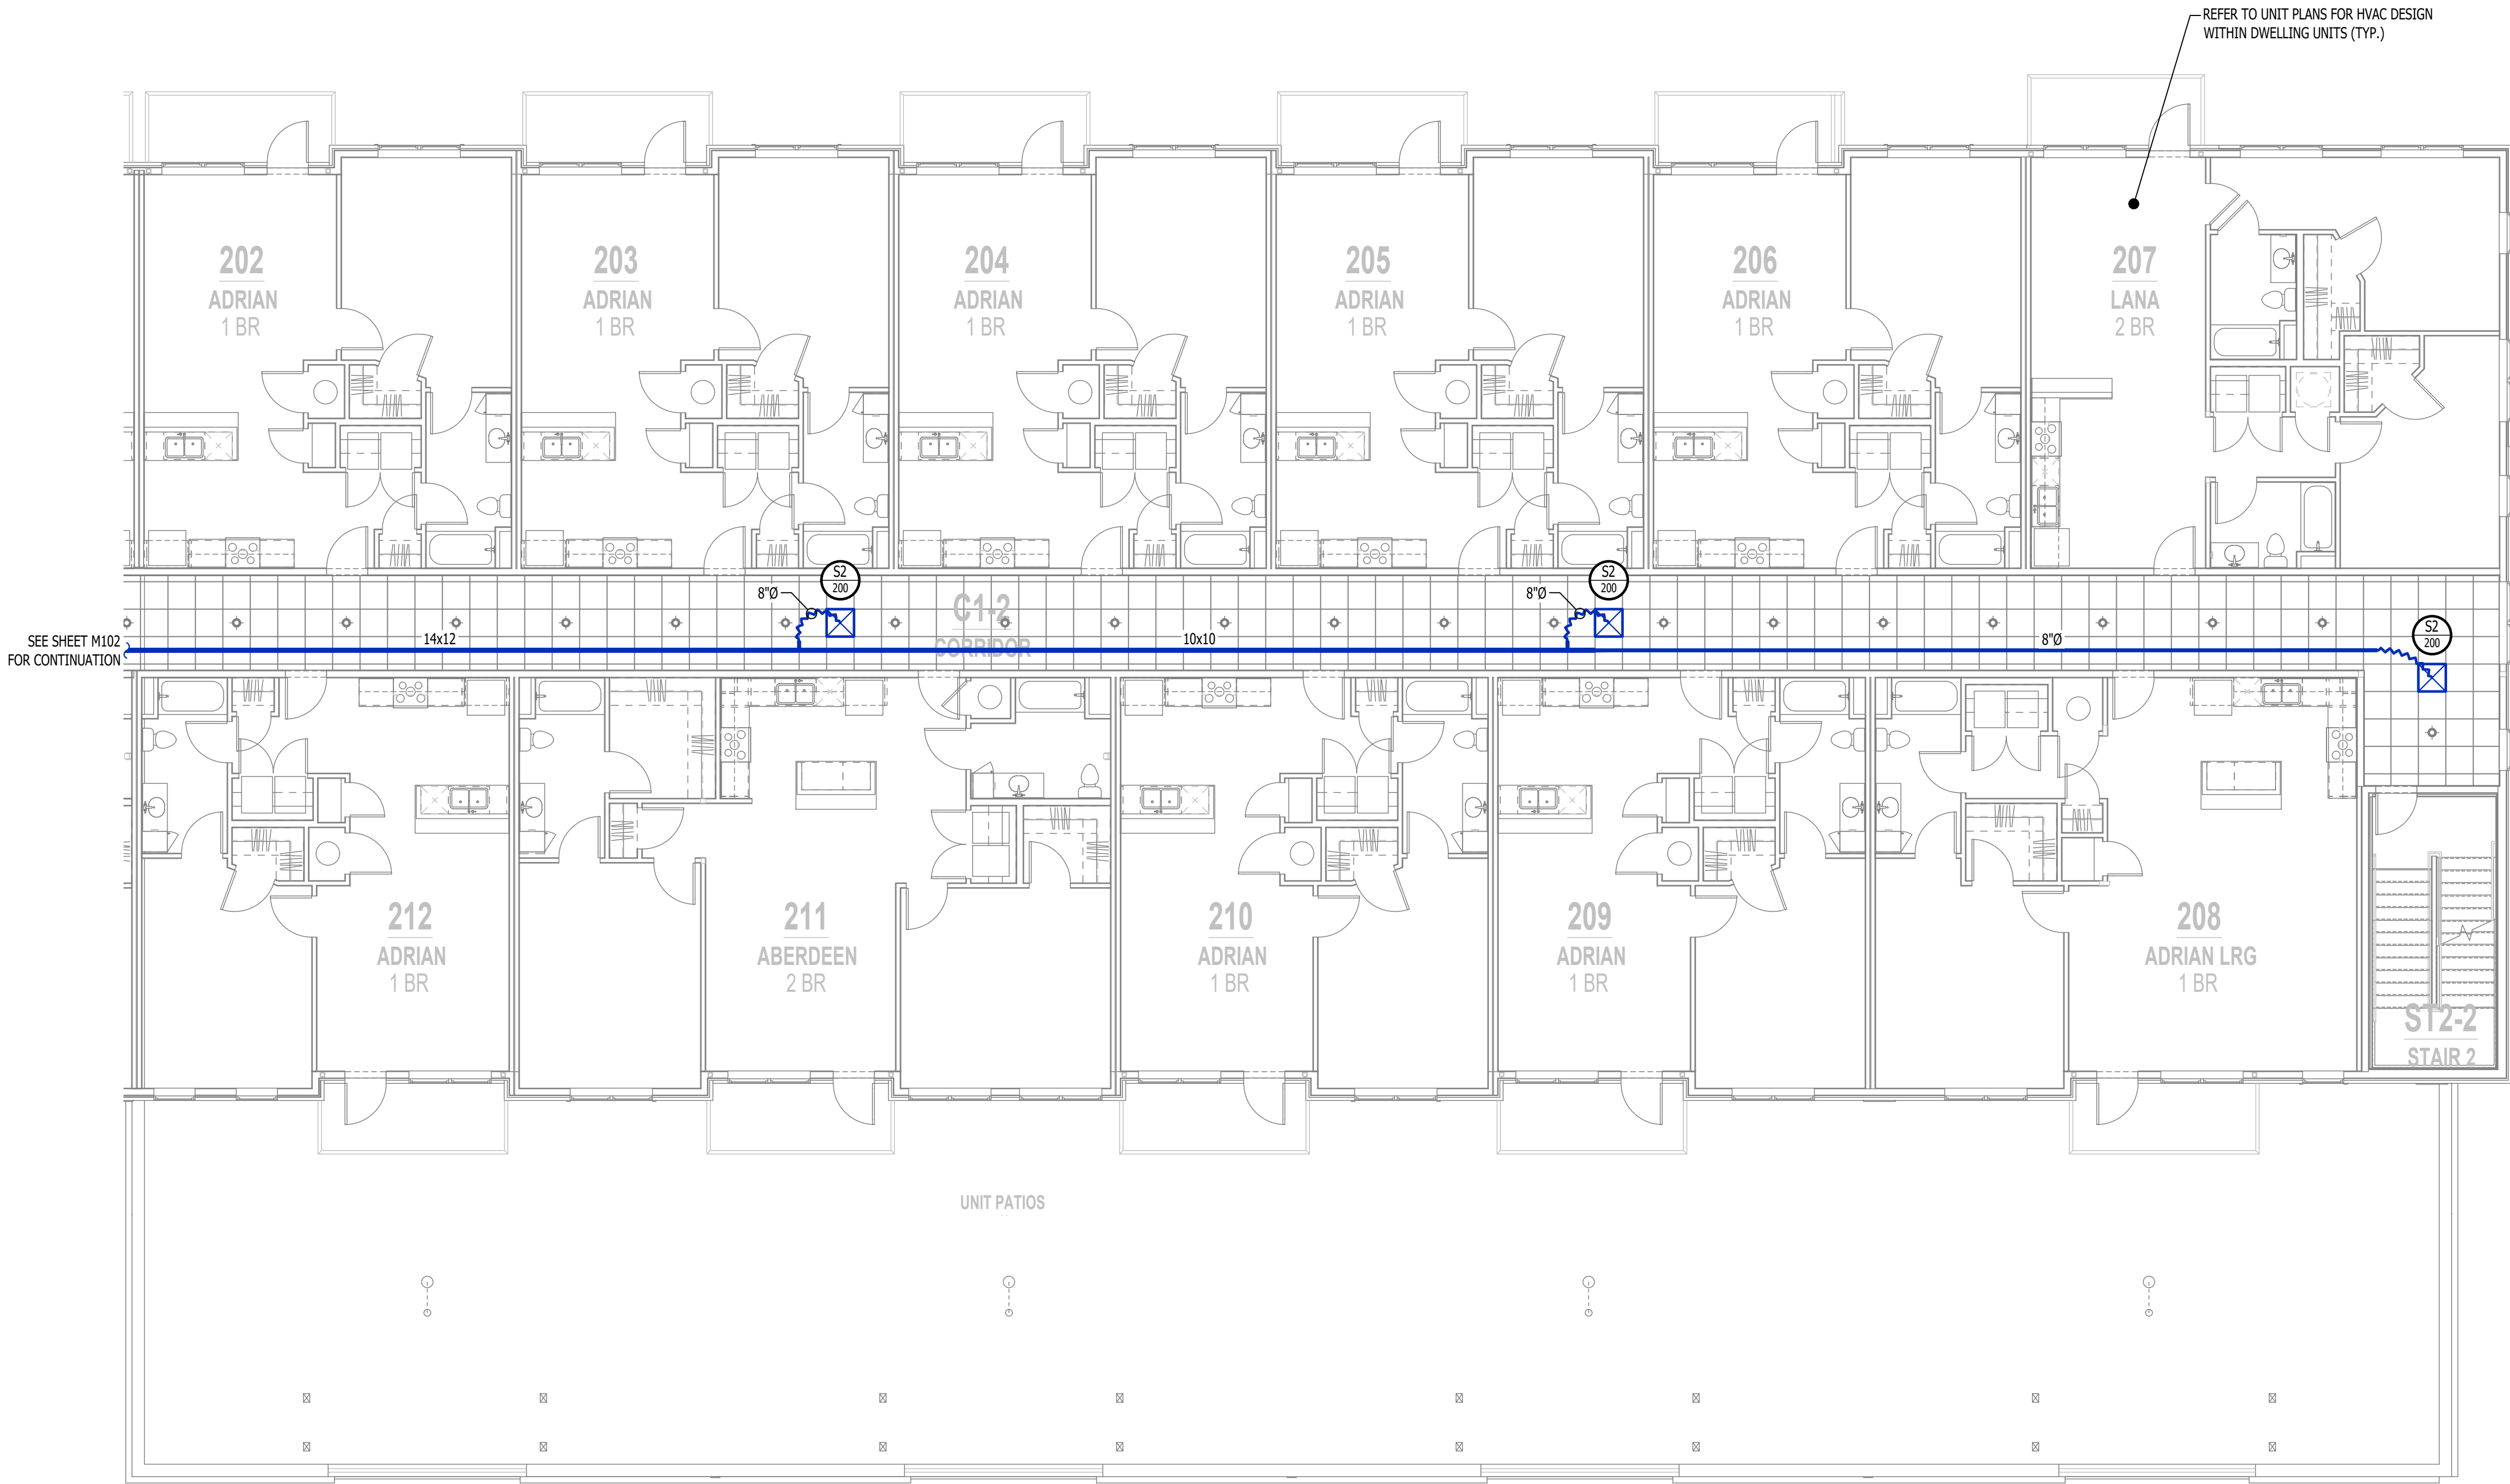 REFER TO UNIT PLANS FOR HVAC DESIGN
WITHIN DWELLING UNITS (TYP.)
202
ADRIAN
1 BR
203
ADRIAN
1 BR
204
ADRIAN
1 BR
205
ADRIAN
1 BR
206
ADRIAN
1 BR
207
LANA
2 BR
S2
200
8"Ø
S2
200
8"Ø
C1-2
CORRIDOR
SEE SHEET M102
FOR CONTINUATION
14x12
10x10
8"Ø
S2
200
212
ADRIAN
1 BR
211
ABERDEEN
2 BR
210
ADRIAN
1 BR
209
ADRIAN
1 BR
208
ADRIAN LRG
1 BR
ST2-2
STAIR 2
UNIT PATIOS